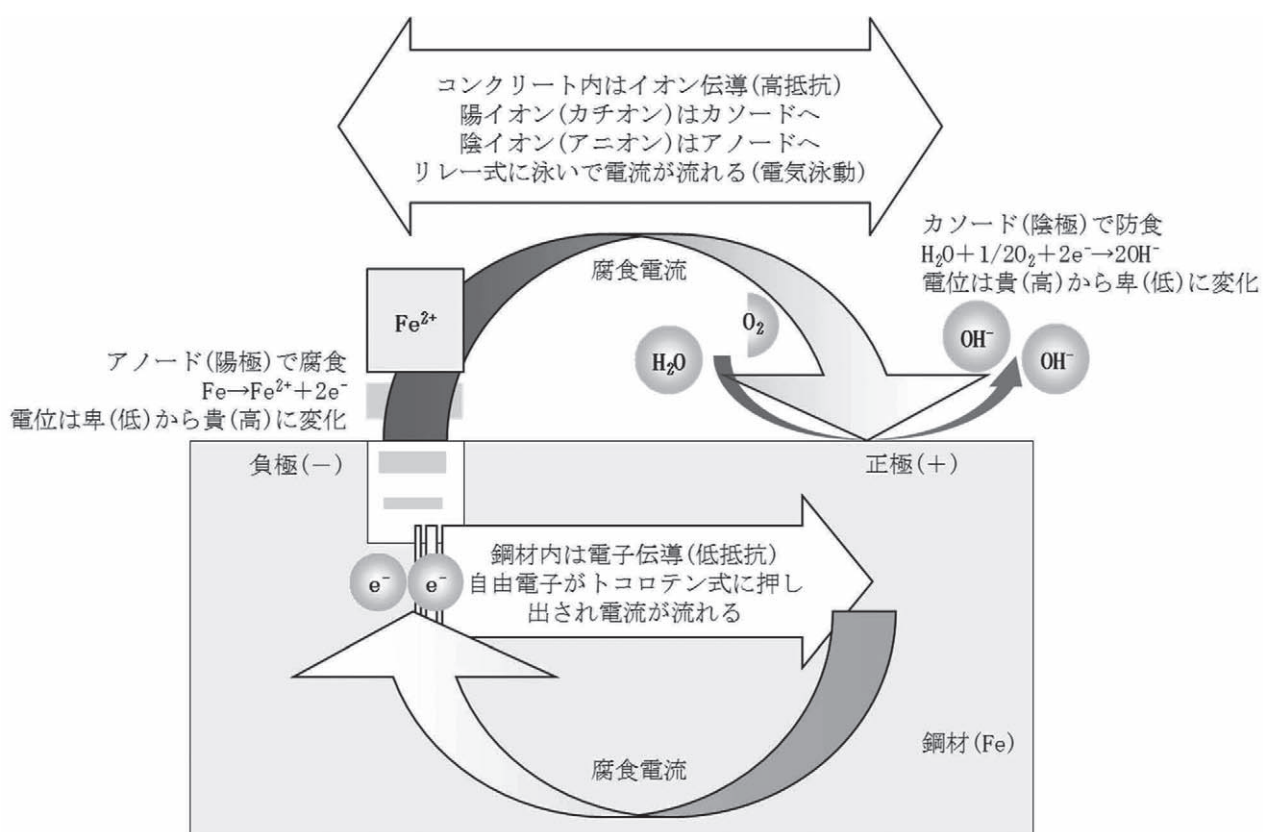 コンクリート内はイオン伝導(高抵抗)
陽イオン(カチオン)はカソードへ
陰イオン(アニオン)はアノードへ
リレー式に泳いで電流が流れる(電気泳動)
カソード(陰極)で防食
H₂O+1/2O₂+2e⁻→2OH⁻
電位は貴(高)から卑(低)に変化
腐食電流
Fe²⁺
O₂
H₂O
OH⁻
OH⁻
アノード(陽極)で腐食
Fe→Fe²⁺+2e⁻
電位は卑(低)から貴(高)に変化
負極(−)
正極(+)
鋼材内は電子伝導(低抵抗)
自由電子がトコロテン式に押し
出され電流が流れる
e⁻
e⁻
鋼材(Fe)
腐食電流